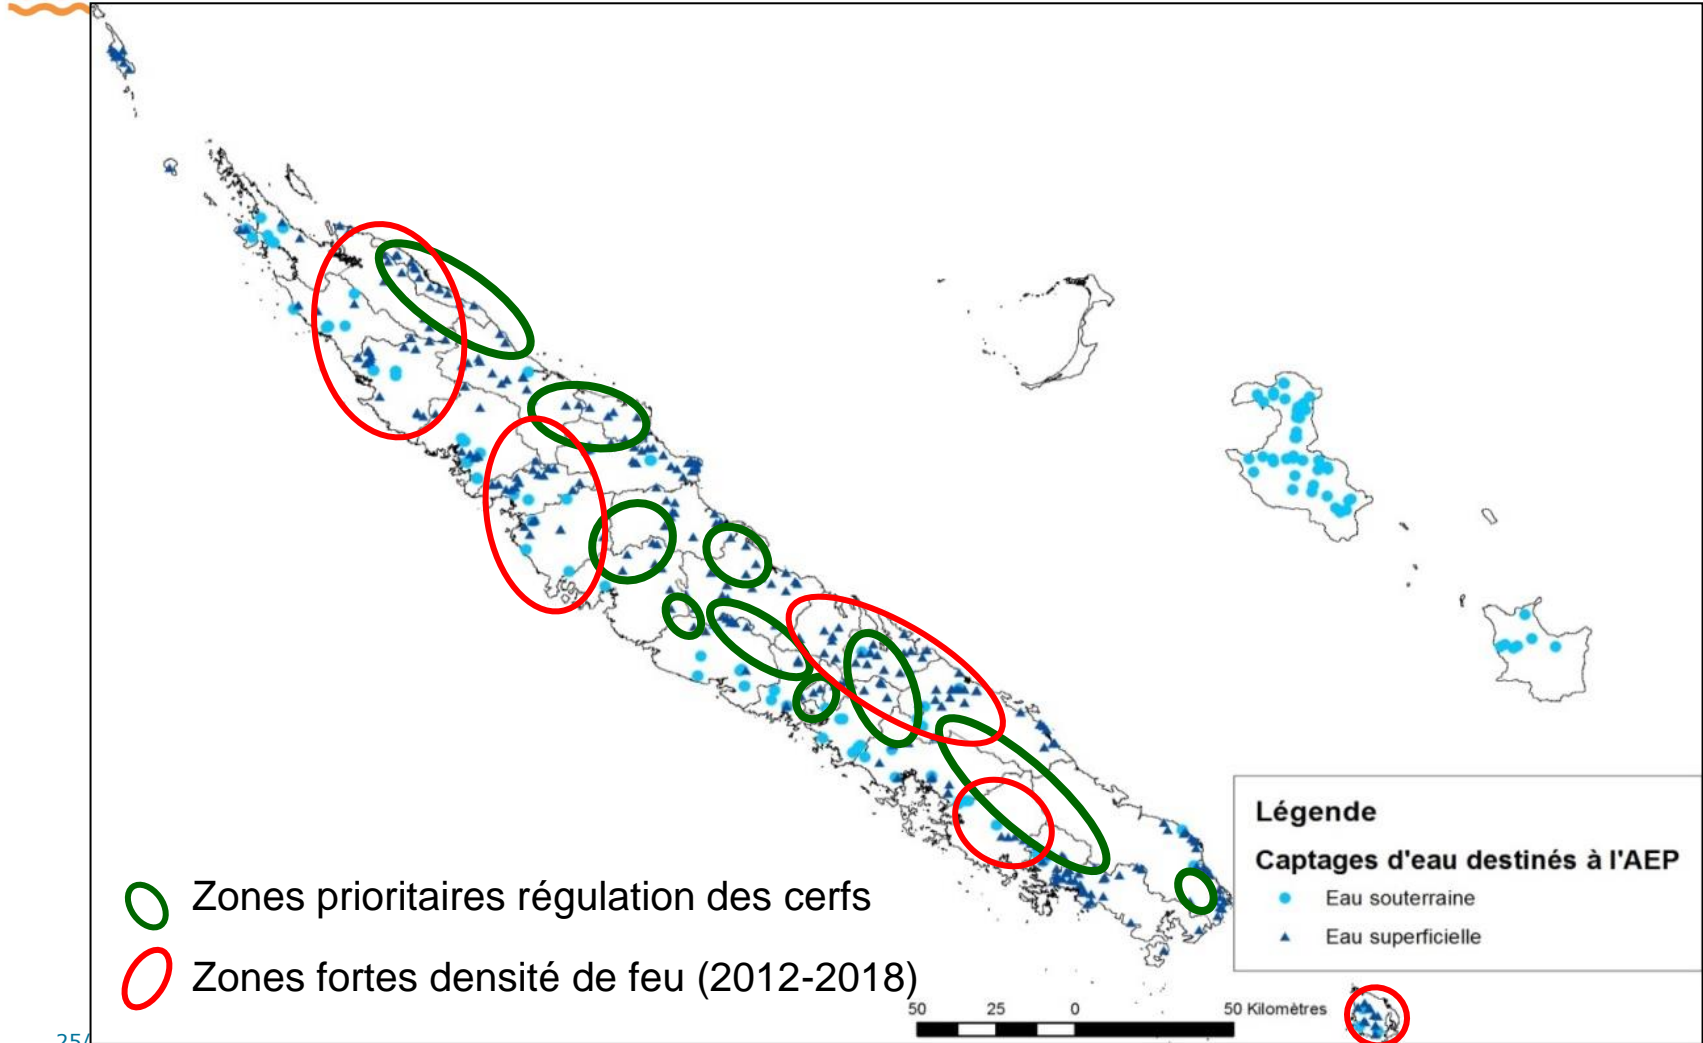 Légende
Captages d'eau destinés à l'AEP
Eau souterraine
Eau superficielle
Zones prioritaires régulation des cerfs
Zones fortes densité de feu (2012-2018)
50 25 0 50 Kilomètres
25/